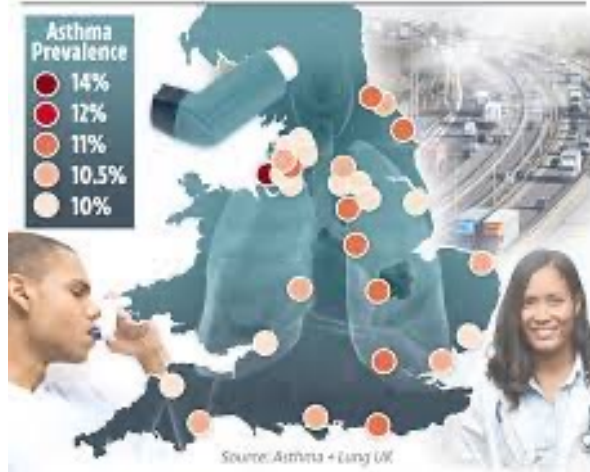 Asthma
Prevalence
14%
12%
11%
10.5%
10%
Source: Asthma + Lung UK